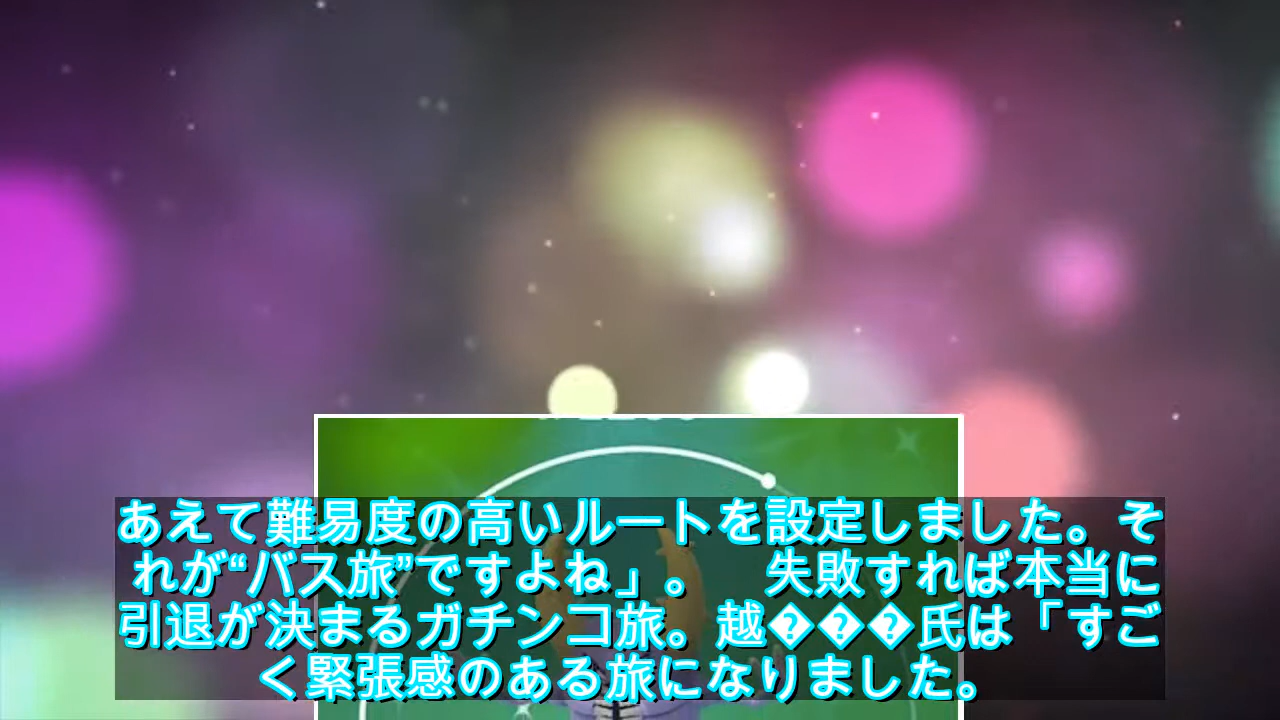 あえて難易度の高いルートを設定しました。そ
れが“バス旅”ですよね」。　失敗すれば本当に
引退が決まるガチンコ旅。越���氏は「すご
く緊張感のある旅になりました。